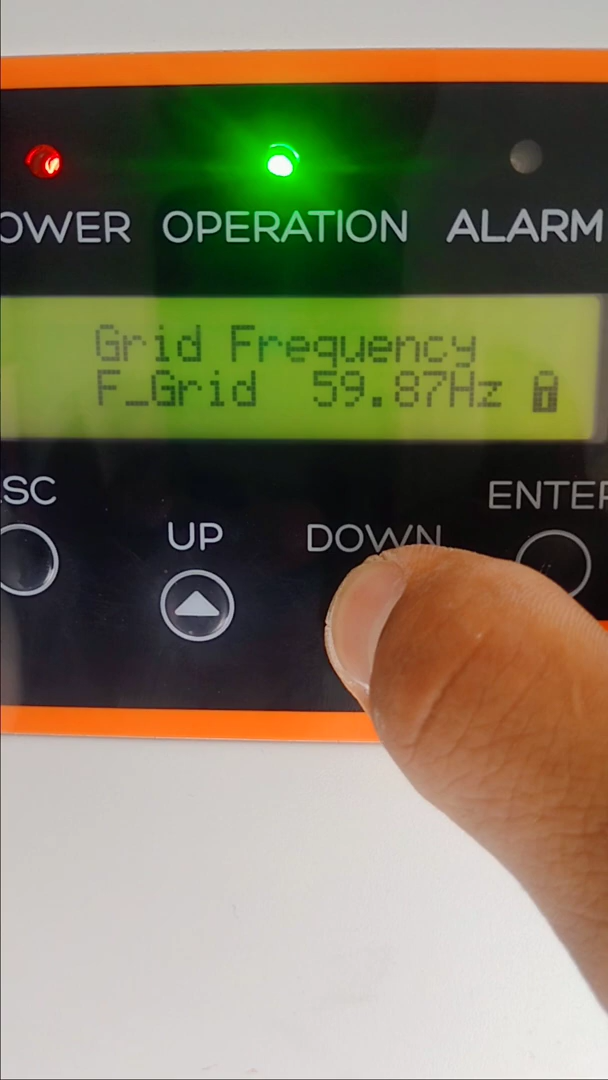 OWER OPERATION ALARM
Grid Frequency
F_Grid 59.87Hz
SC ENTER
UP DOWN